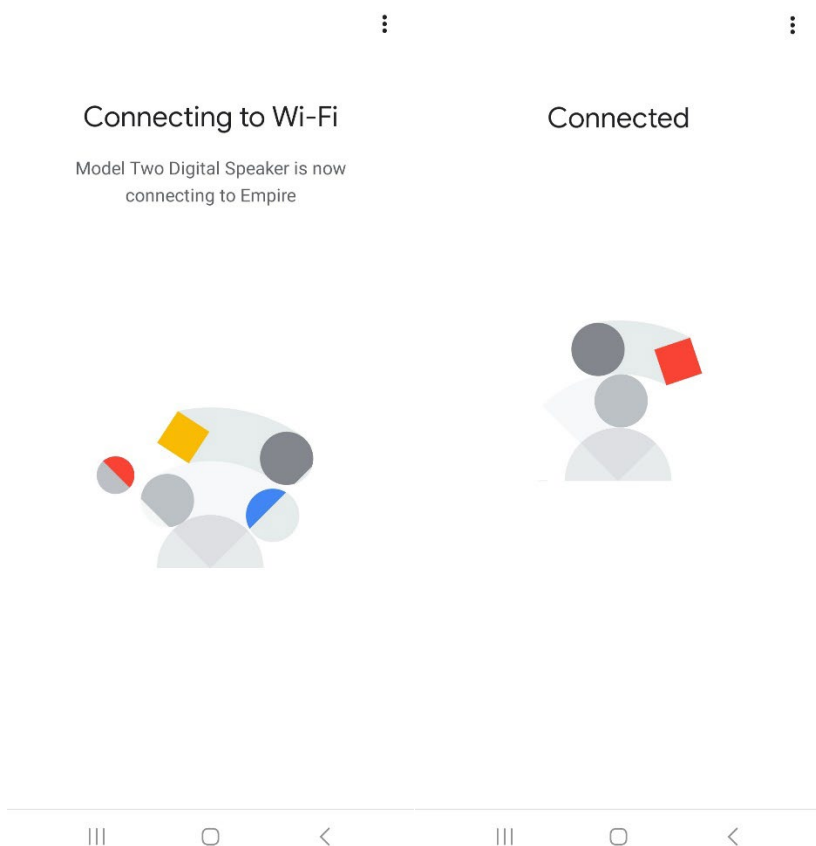 Connecting to Wi-Fi
Model Two Digital Speaker is now
connecting to Empire
Connected